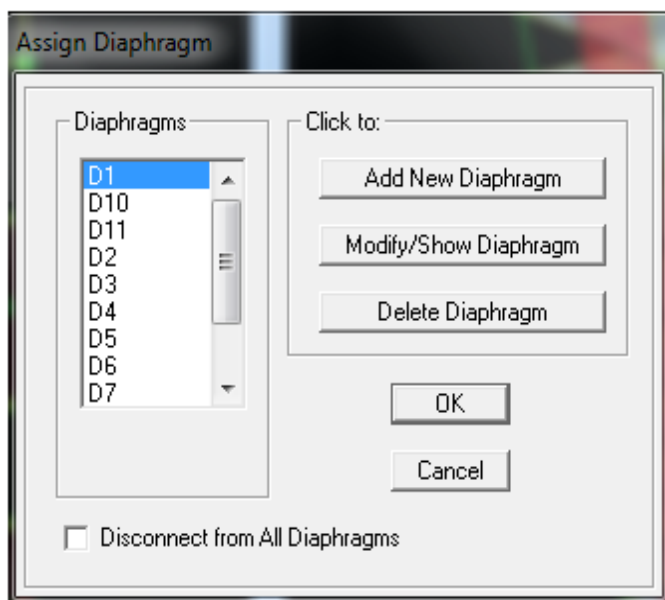 Assign Diaphragm
Diaphragms
D1
D10
D11
D2
D3
D4
D5
D6
D7
Click to:
Add New Diaphragm
Modify/Show Diaphragm
Delete Diaphragm
OK
Cancel
Disconnect from All Diaphragms